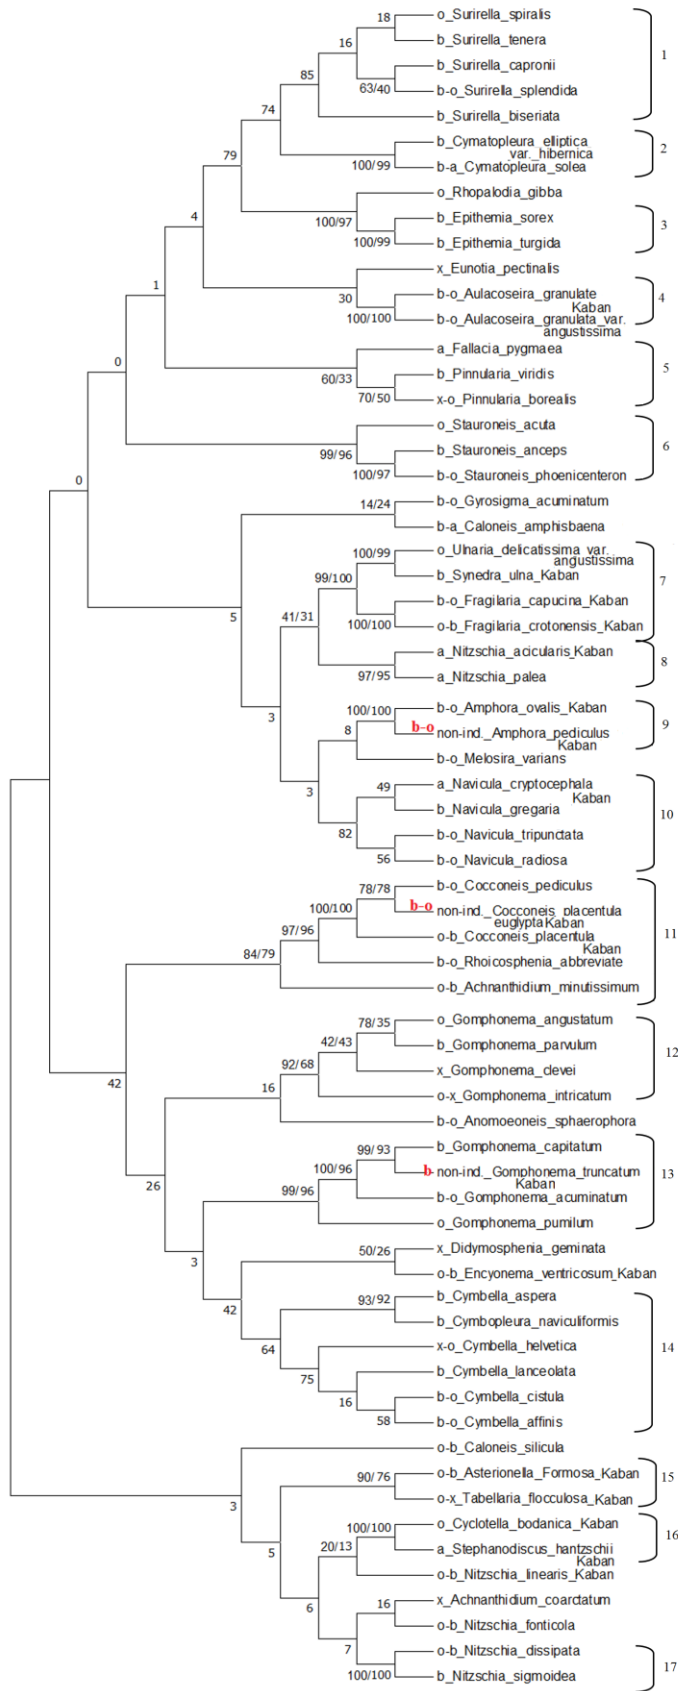 18
o_Surirella_spiralis
16
b_Surirella_tenera
1
85
b_Surirella_capronii
63/40
b-o_Surirella_splendida
74
b_Surirella_biseriata
79
b_Cymatopleura_elliptica
var._hibernica
2
100/99
b-a_Cymatopleura_solea
o_Rhopalodia_gibba
4
100/97
b_Epithemia_sorex
3
100/99
b_Epithemia_turgida
1
x_Eunotia_pectinalis
30
b-o_Aulacoseira_granulate
Kaban
4
100/100
b-o_Aulacoseira_granulata_var.
angustissima
0
a_Fallacia_pygmaea
60/33
b_Pinnularia_viridis
5
70/50
x-o_Pinnularia_borealis
o_Stauroneis_acuta
99/96
b_Stauroneis_anceps
6
0
100/97
b-o_Stauroneis_phoenicenteron
14/24
b-o_Gyrosigma_acuminatum
b-a_Caloneis_amphisbaena
100/99
o_Ulnaria_delicatissima_var.
angustissima
99/100
b_Synedra_ulna_Kaban
7
41/31
b-o_Fragilaria_capucina_Kaban
5
100/100
o-b_Fragilaria_crotonensis_Kaban
a_Nitzschia_acicularis_Kaban
8
97/95
a_Nitzschia_palea
3
100/100
b-o_Amphora_ovalis_Kaban
8
b-o
non-ind._Amphora_pediculus
Kaban
9
b-o_Melosira_varians
3
49
a_Navicula_cryptocephala
Kaban
b_Navicula_gregaria
10
82
b-o_Navicula_tripunctata
56
b-o_Navicula_radiosa
78/78
b-o_Cocconeis_pediculus
100/100
b-o
non-ind._Cocconeis_placentula
euglypta Kaban
11
97/96
o-b_Cocconeis_placentula
Kaban
84/79
b-o_Rhoicosphenia_abbreviate
o-b_Achnanthidium_minutissimum
78/35
o_Gomphonema_angustatum
42/43
b_Gomphonema_parvulum
12
92/68
x_Gomphonema_clevei
42
16
o-x_Gomphonema_intricatum
b-o_Anomoeoneis_sphaerophora
99/93
b_Gomphonema_capitatum
100/96
b-
non-ind._Gomphonema_truncatum
Kaban
13
26
99/96
b-o_Gomphonema_acuminatum
o_Gomphonema_pumilum
50/26
x_Didymosphenia_geminata
3
o-b_Encyonema_ventricosum_Kaban
93/92
b_Cymbella_aspera
42
b_Cymbopleura_naviculiformis
64
x-o_Cymbella_helvetica
14
75
b_Cymbella_lanceolata
16
b-o_Cymbella_cistula
58
b-o_Cymbella_affinis
o-b_Caloneis_silicula
90/76
o-b_Asterionella_Formosa_Kaban
15
3
o-x_Tabellaria_flocculosa_Kaban
100/100
o_Cyclotella_bodanica_Kaban
16
20/13
a_Stephanodiscus_hantzschii
Kaban
5
o-b_Nitzschia_linearis_Kaban
6
16
x_Achnanthidium_coarctatum
o-b_Nitzschia_fonticola
7
o-b_Nitzschia_dissipata
17
100/100
b_Nitzschia_sigmoidea